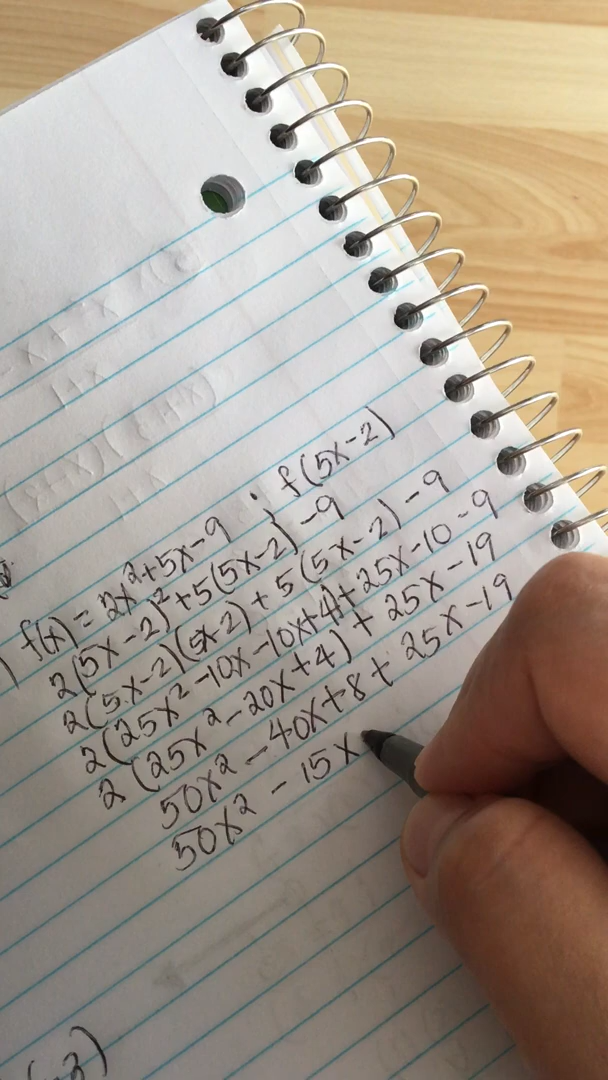 f(x) = 2x²+5x-9 ; f(5x-2)
2(5x-2)²+5(5x-2)-9
2(5x-2)(5x-2)+5(5x-2)-9
2(25x²-10x-10x+4)+25x-10-9
2(25x²-20x+4)+25x-19
50x²-40x+8+25x-19
50x²-15x